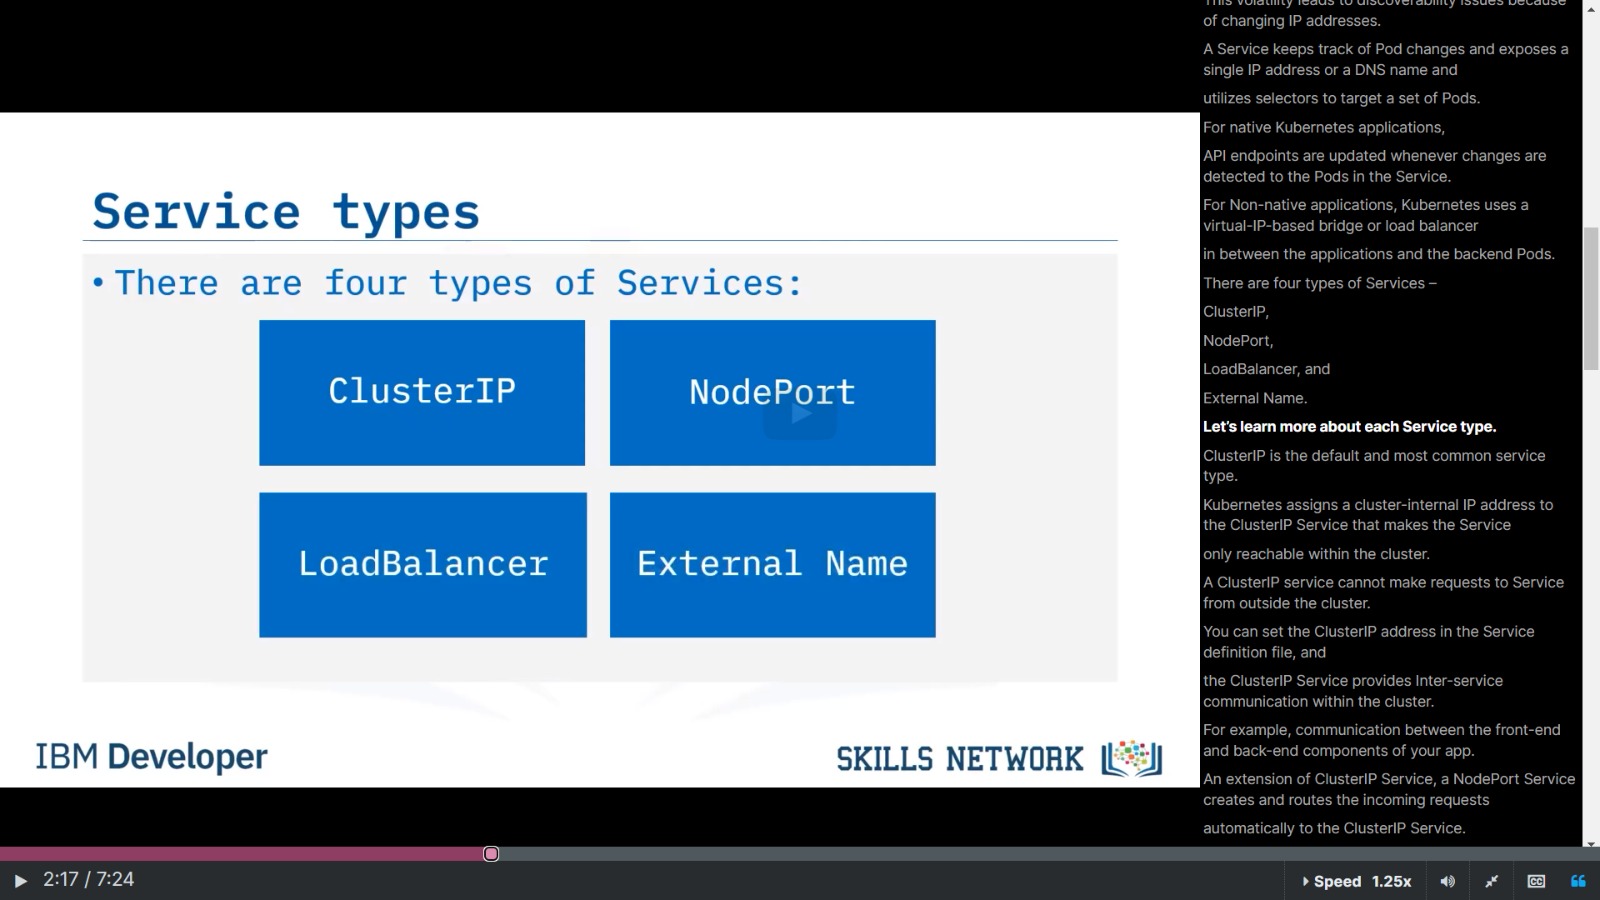 Service types
• There are four types of Services:
ClusterIP
NodePort
LoadBalancer
External Name
IBM Developer
SKILLS NETWORK
This volatility leads to discoverability issues because
of changing IP addresses.
A Service keeps track of Pod changes and exposes a
single IP address or a DNS name and
utilizes selectors to target a set of Pods.
For native Kubernetes applications,
API endpoints are updated whenever changes are
detected to the Pods in the Service.
For Non-native applications, Kubernetes uses a
virtual-IP-based bridge or load balancer
in between the applications and the backend Pods.
There are four types of Services –
ClusterIP,
NodePort,
LoadBalancer, and
External Name.
Let's learn more about each Service type.
ClusterIP is the default and most common service
type.
Kubernetes assigns a cluster-internal IP address to
the ClusterIP Service that makes the Service
only reachable within the cluster.
A ClusterIP service cannot make requests to Service
from outside the cluster.
You can set the ClusterIP address in the Service
definition file, and
the ClusterIP Service provides Inter-service
communication within the cluster.
For example, communication between the front-end
and back-end components of your app.
An extension of ClusterIP Service, a NodePort Service
creates and routes the incoming requests
automatically to the ClusterIP Service.
2:17 / 7:24
Speed 1.25x
CC